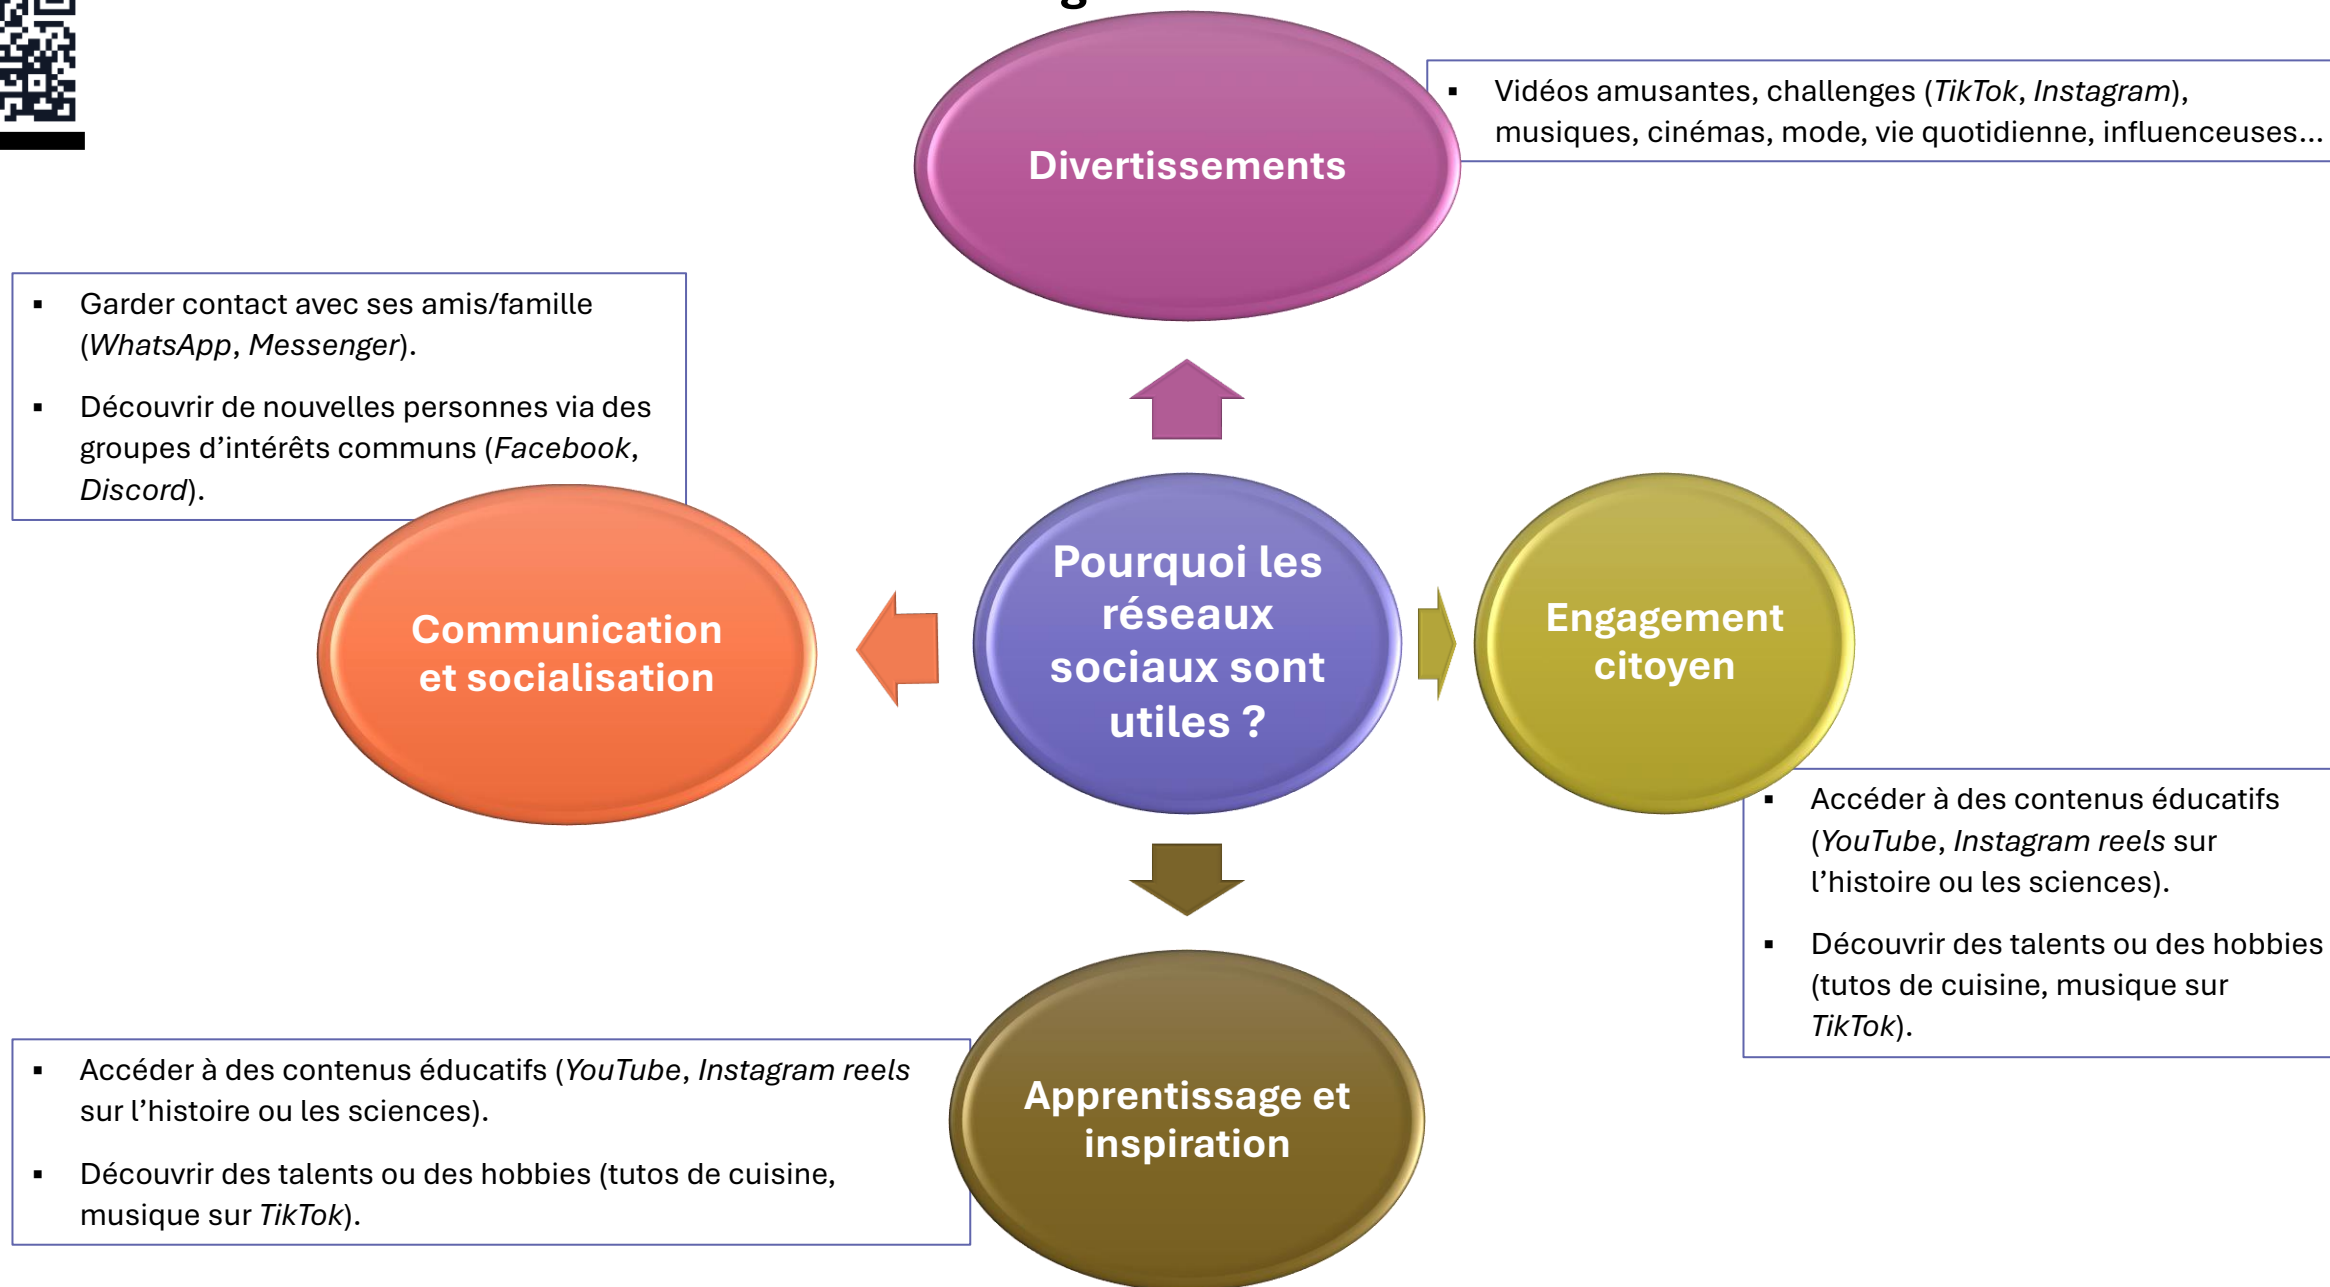 Divertissements
▪ Vidéos amusantes, challenges (TikTok, Instagram),
musiques, cinémas, mode, vie quotidienne, influenceuses...
▪ Garder contact avec ses amis/famille
(WhatsApp, Messenger).
▪ Découvrir de nouvelles personnes via des
groupes d’intérêts communs (Facebook,
Discord).
Communication
et socialisation
Pourquoi les
réseaux
sociaux sont
utiles ?
Engagement
citoyen
▪ Accéder à des contenus éducatifs
(YouTube, Instagram reels sur
l’histoire ou les sciences).
▪ Découvrir des talents ou des hobbies
(tutos de cuisine, musique sur
TikTok).
Apprentissage et
inspiration
▪ Accéder à des contenus éducatifs (YouTube, Instagram reels
sur l’histoire ou les sciences).
▪ Découvrir des talents ou des hobbies (tutos de cuisine,
musique sur TikTok).